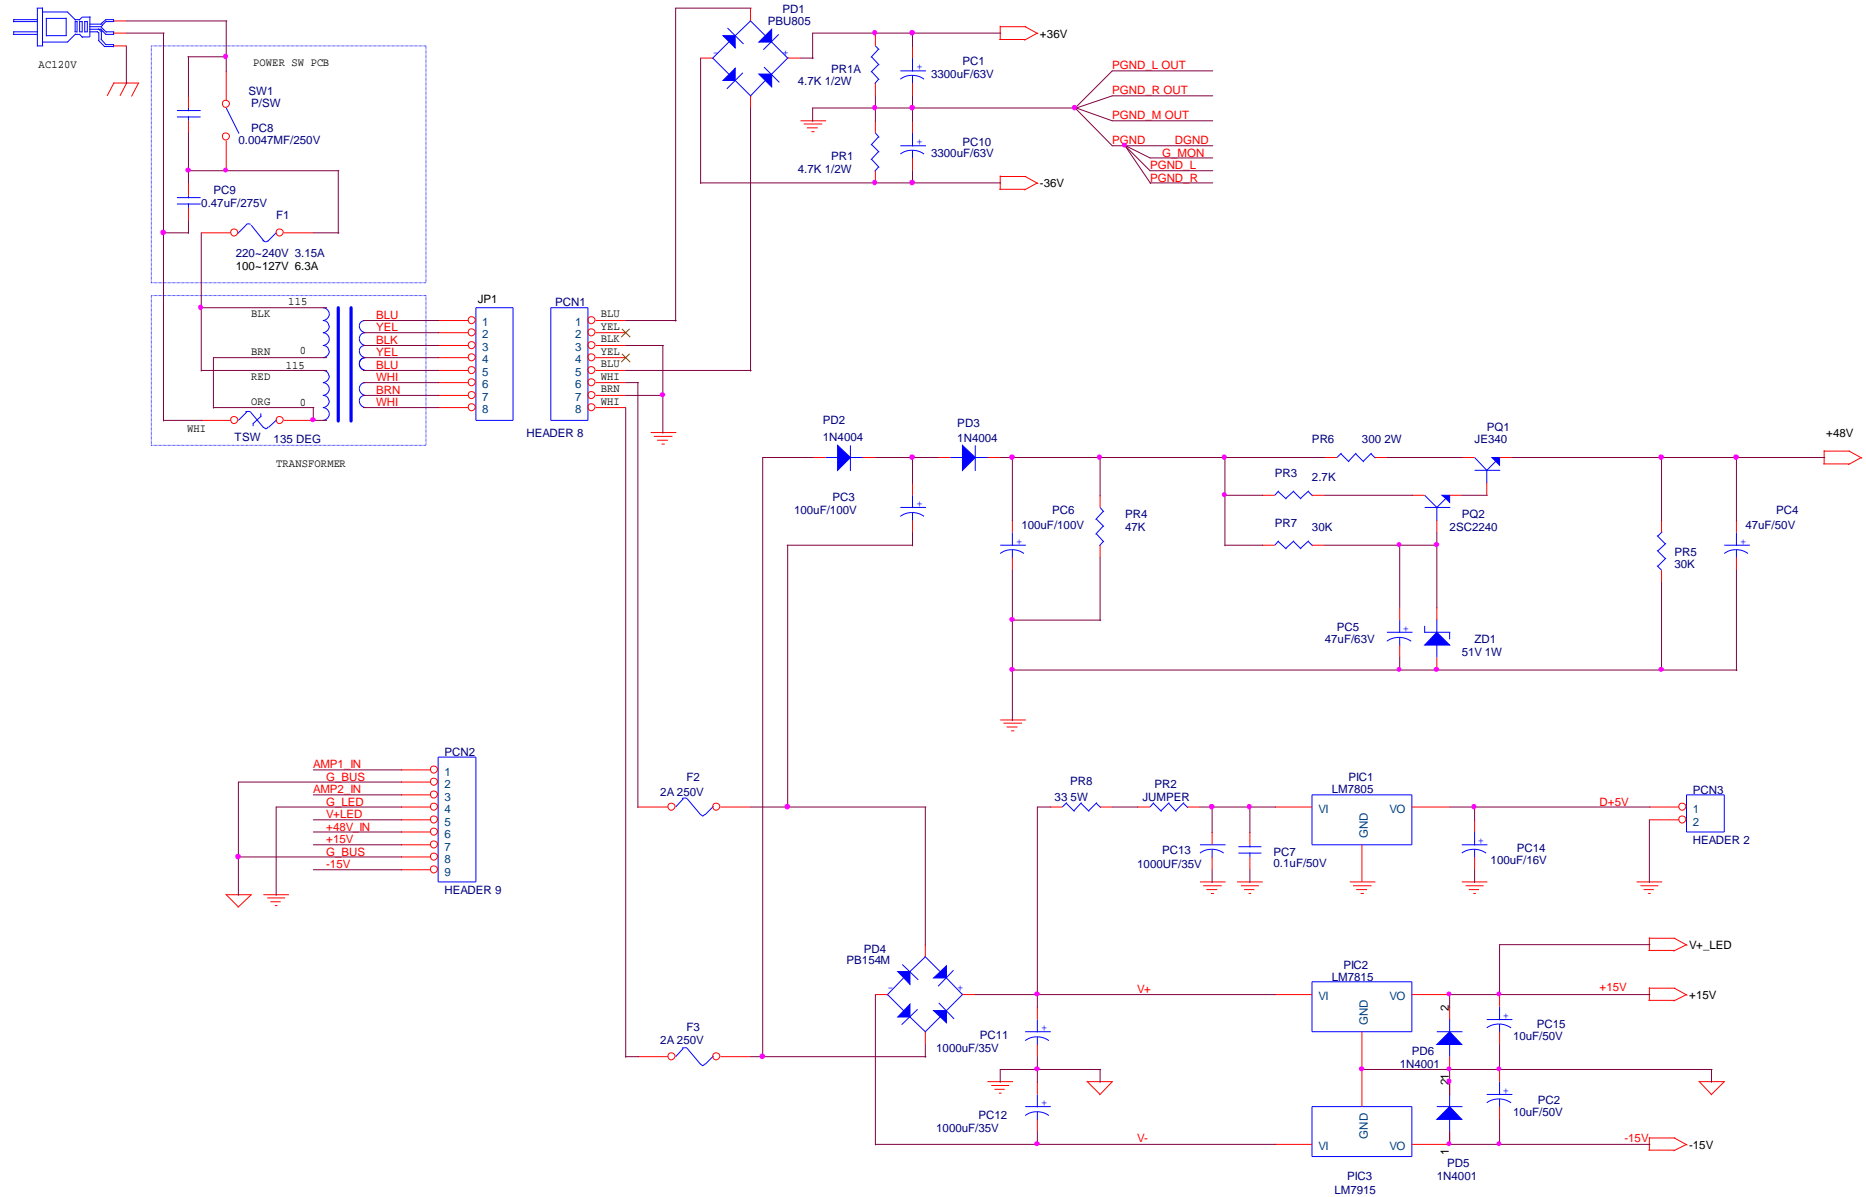 AC120V
POWER SW PCB
SW1
P/SW
PC8
0.0047MF/250V
PC9
0.47uF/275V
F1
220~240V 3.15A
100~127V 6.3A
115
BLK
BRN
0
115
RED
ORG
0
WHI
TSW
135 DEG
TRANSFORMER
BLU
YEL
BLK
YEL
BLU
WHI
BRN
WHI
JP1
1
2
3
4
5
6
7
8
PCN1
1
2
3
4
5
6
7
8
BLU
YEL
BLK
YEL
BLU
WHI
BRN
WHI
HEADER 8
PD1
PBU805
-
+
PR1A
4.7K 1/2W
+
PC1
3300uF/63V
PR1
4.7K 1/2W
+
PC10
3300uF/63V
+36V
-36V
PGND_L OUT
PGND_R OUT
PGND_M OUT
PGND
DGND
G_MON
PGND_L
PGND_R
PD2
1N4004
PD3
1N4004
PC3
100uF/100V
+
PC6
100uF/100V
+
PR4
47K
PR6
300 2W
PR3
2.7K
PR7
30K
PQ1
JE340
PQ2
2SC2240
PC5
47uF/63V
+
ZD1
51V 1W
PR5
30K
PC4
47uF/50V
+
+48V
AMP1_IN
G_BUS
AMP2_IN
G_LED
V+LED
+48V_IN
+15V
G_BUS
-15V
PCN2
1
2
3
4
5
6
7
8
9
HEADER 9
F2
2A 250V
F3
2A 250V
PR8
33 5W
PR2
JUMPER
PC13
1000UF/35V
+
PC7
0.1uF/50V
PIC1
LM7805
VI
VO
GND
+
PC14
100uF/16V
D+5V
PCN3
1
2
HEADER 2
PD4
PB154M
-
+
V+
PC11
1000uF/35V
+
PC12
1000uF/35V
+
V-
PIC2
LM7815
VI
VO
GND
GND
VI
VO
PIC3
LM7915
2
PD6
1N4001
21
1
PD5
1N4001
+
PC15
10uF/50V
+
PC2
10uF/50V
V+_LED
+15V
+15V
-15V
-15V